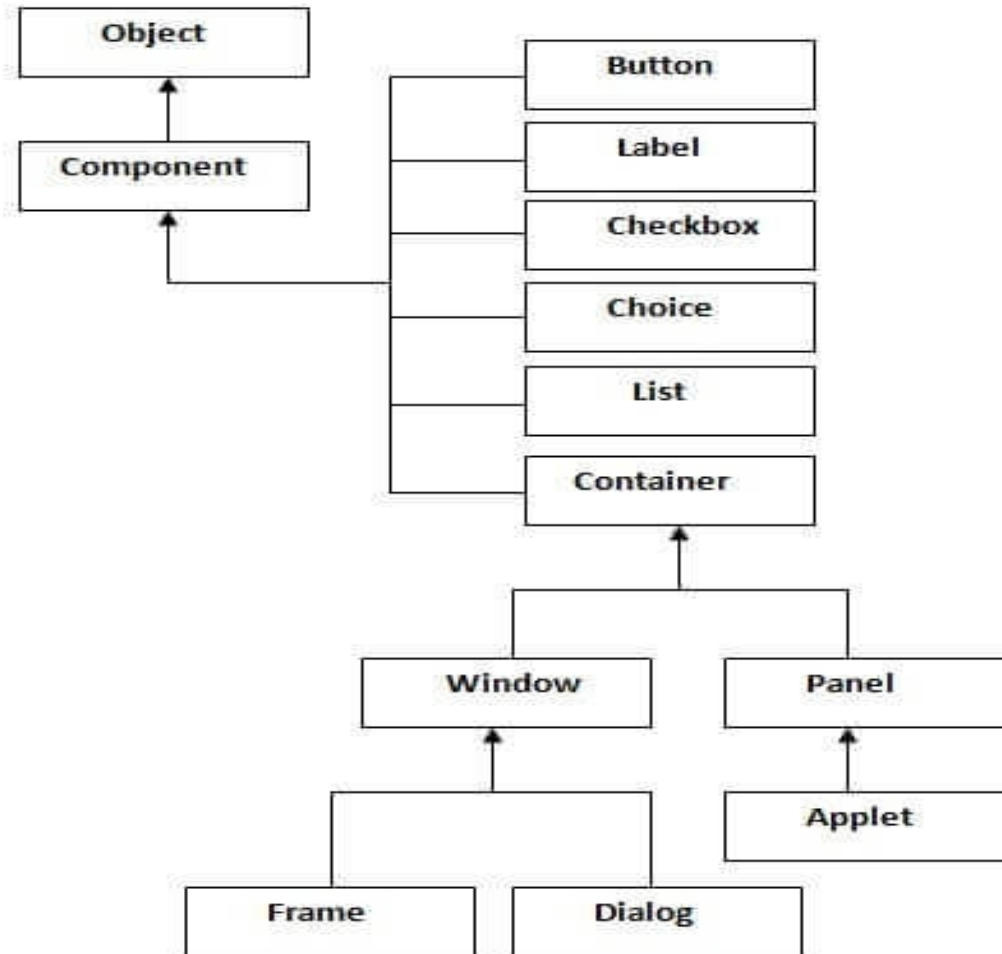 Object
Component
Button
Label
Checkbox
Choice
List
Container
Window
Panel
Applet
Frame
Dialog